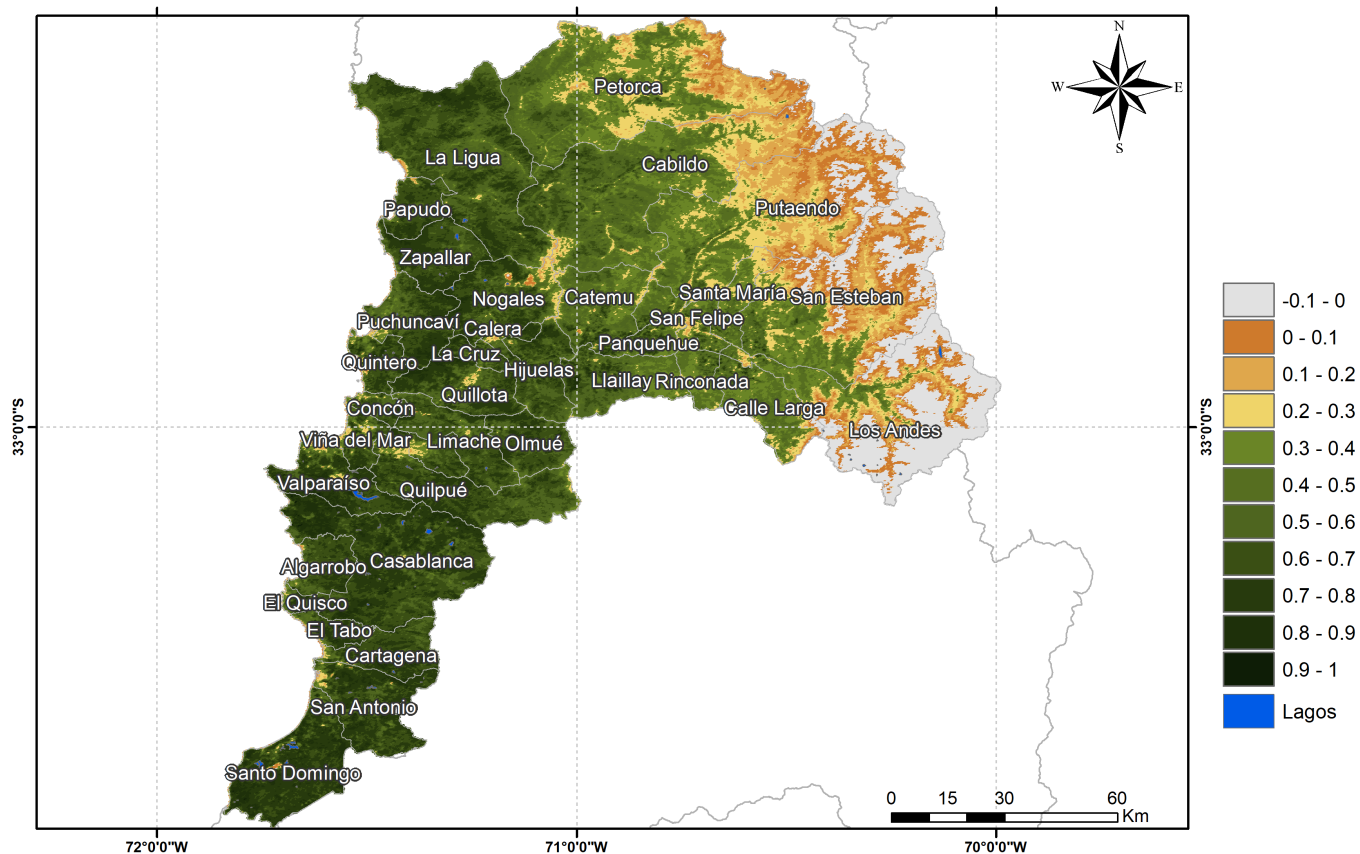 N
W E
S
Petorca
La Ligua
Cabildo
Papudo
Putaendo
Zapallar
Nogales
Catemu
Santa María
San Esteban
Puchuncaví
Calera
San Felipe
Quintero
La Cruz
Panquehue
Hijuelas
Llaillay
Rinconada
Quillota
Concón
Calle Larga
Viña del Mar
Limache
Olmué
Los Andes
Valparaíso
Quilpué
Algarrobo
Casablanca
El Quisco
El Tabo
Cartagena
San Antonio
Santo Domingo
33°0'0"S
33°0'0"S
-0.1 - 0
0 - 0.1
0.1 - 0.2
0.2 - 0.3
0.3 - 0.4
0.4 - 0.5
0.5 - 0.6
0.6 - 0.7
0.7 - 0.8
0.8 - 0.9
0.9 - 1
Lagos
0 15 30 60
Km
72°0'0"W 71°0'0"W 70°0'0"W